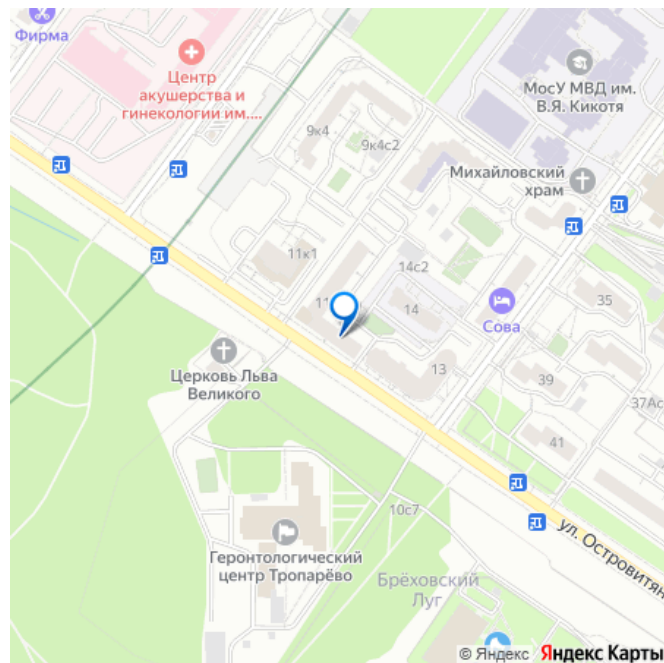 Фирма
Центр
акушерства и
гинекологии им....
МосУ МВД им.
В.Я. Кикотя
9к4
9к4с2
Михайловский
храм
11к1
14с2
11
14
Сова
35
Церковь Льва
Великого
13
39
37Ас
41
10с7
ул. Островитян
Геронтологический
центр Тропарёво
Брёховский
Луг
© Яндекс Яндекс Карты